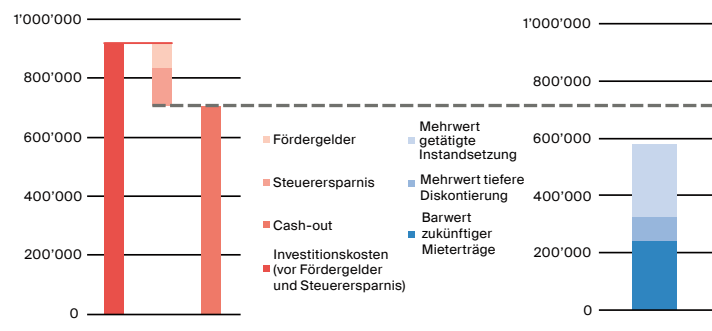 1'000'000
800'000
600'000
400'000
200'000
0
Fördergelder
Steuerersparnis
Cash-out
Investitionskosten
(vor Fördergelder
und Steuerersparnis)
Mehrwert
getätigte
Instandsetzung
Mehrwert tiefere
Diskontierung
Barwert
zukünftiger
Mieterträge
1'000'000
800'000
600'000
400'000
200'000
0